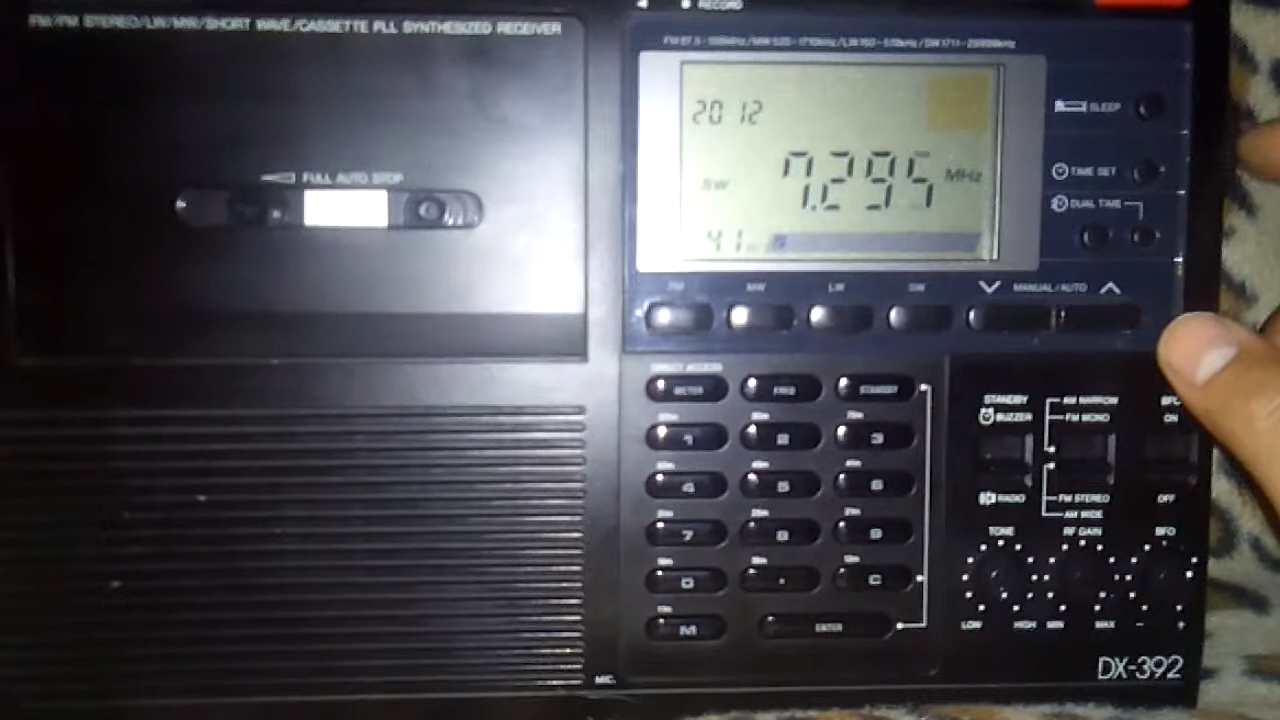 RECORD
FM/FM STEREO/LW/MW/SHORT WAVE/CASSETTE PLL SYNTHESIZED RECEIVER
FULL AUTO STOP
20 12
SW
7.295 MHz
41 m
SLEEP
TIME SET
DUAL TIME
FM MW LW SW MANUAL/AUTO
DIRECT ACCESS
METER FREQ STANDBY
1 2 3
4 5 6
7 8 9
0 . C
M ENTER
STANDBY
BUZZER
RADIO
AM NARROW
FM MONO
FM STEREO
AM WIDE
ON
OFF
TONE RF GAIN BFO
LOW HIGH MIN MAX - +
MIC
DX-392